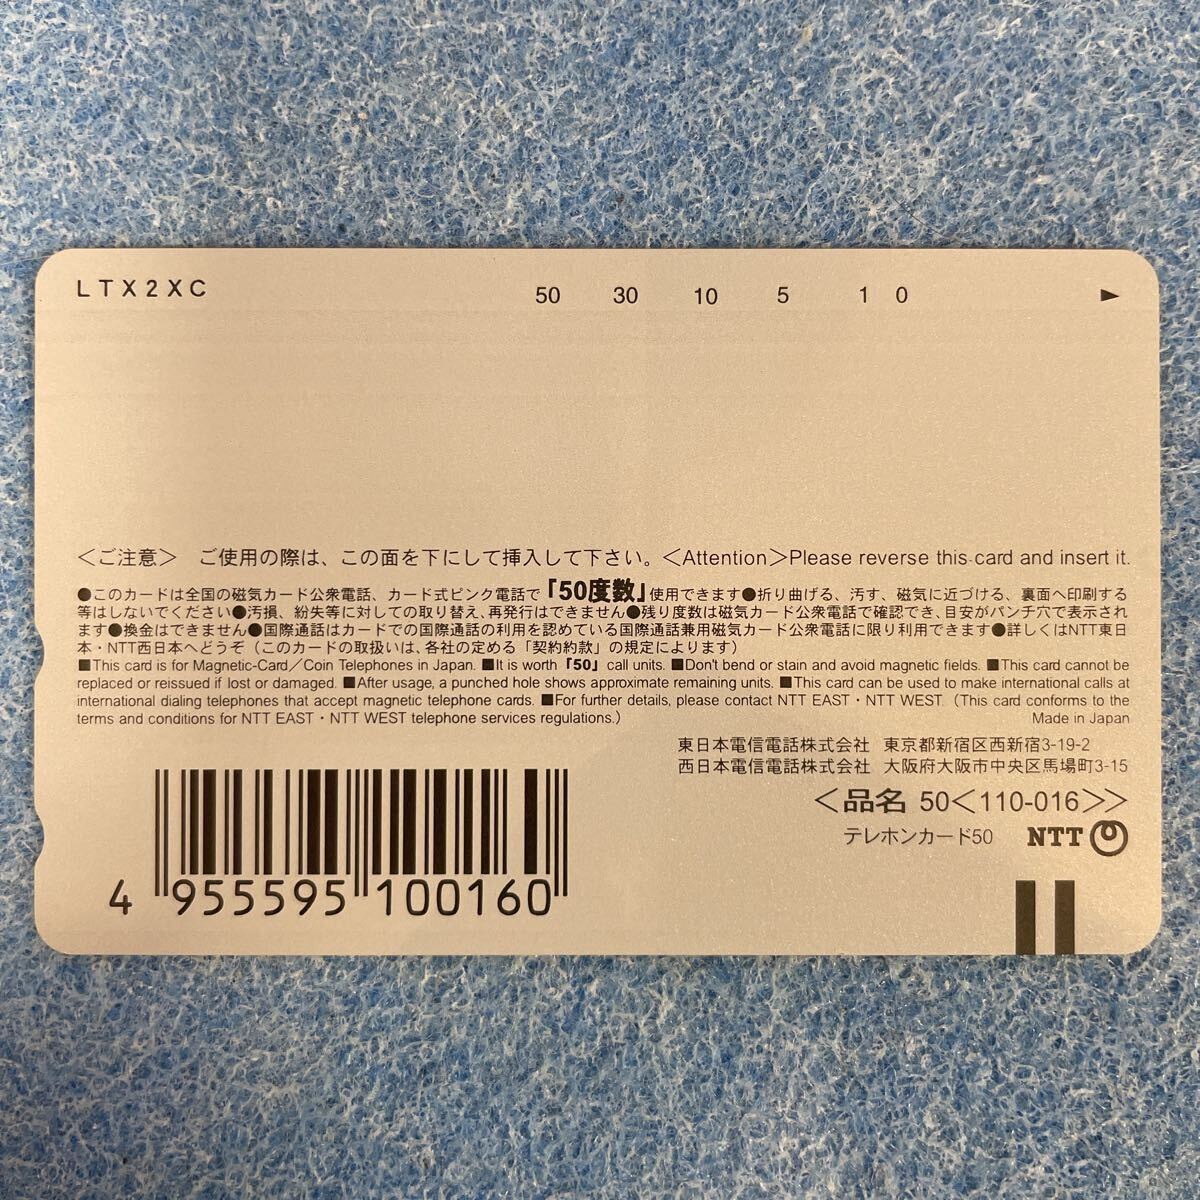 LTX2XC
50 30 10 5 1 0 ►
＜ご注意＞ ご使用の際は、この面を下にして挿入して下さい。＜Attention＞Please reverse this card and insert it.
●このカードは全国の磁気カード公衆電話、カード式ピンク電話で「50度数」使用できます●折り曲げる、汚す、磁気に近づける、裏面へ印刷する
等はしないでください●汚損、紛失等に対しての取り替え、再発行はできません●残り度数は磁気カード公衆電話で確認でき、目安がパンチ穴で表示され
ます●換金はできません●国際通話はカードでの国際通話の利用を認めている国際通話兼用磁気カード公衆電話に限り利用できます●詳しくはNTT東日
本・NTT西日本へどうぞ（このカードの取扱いは、各社の定める「契約約款」の規定によります）
■This card is for Magnetic-Card／Coin Telephones in Japan. ■It is worth「50」call units. ■Don't bend or stain and avoid magnetic fields. ■This card cannot be
replaced or reissued if lost or damaged. ■After usage, a punched hole shows approximate remaining units. ■This card can be used to make international calls at
international dialing telephones that accept magnetic telephone cards. ■For further details, please contact NTT EAST・NTT WEST. (This card conforms to the
terms and conditions for NTT EAST・NTT WEST telephone services regulations.)
Made in Japan
東日本電信電話株式会社 東京都新宿区西新宿3-19-2
西日本電信電話株式会社 大阪府大阪市中央区馬場町3-15
＜品名 50＜110-016＞＞
テレホンカード50 NTT
4 955595 100160